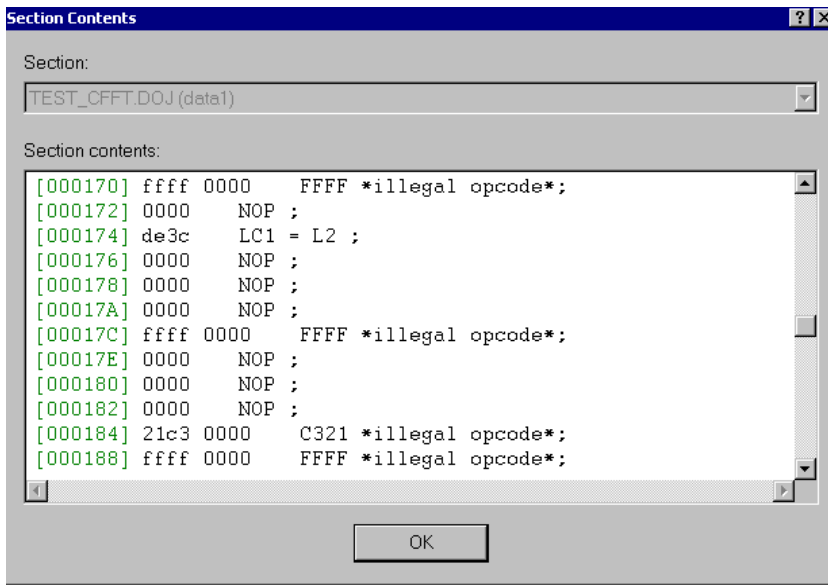 Section Contents
Section:
TEST_CFFT.DOJ (data1)
Section contents:
[000170] ffff 0000 FFFF *illegal opcode*;
[000172] 0000 NOP ;
[000174] de3c LC1 = L2 ;
[000176] 0000 NOP ;
[000178] 0000 NOP ;
[00017A] 0000 NOP ;
[00017C] ffff 0000 FFFF *illegal opcode*;
[00017E] 0000 NOP ;
[000180] 0000 NOP ;
[000182] 0000 NOP ;
[000184] 21c3 0000 C321 *illegal opcode*;
[000188] ffff 0000 FFFF *illegal opcode*;
OK